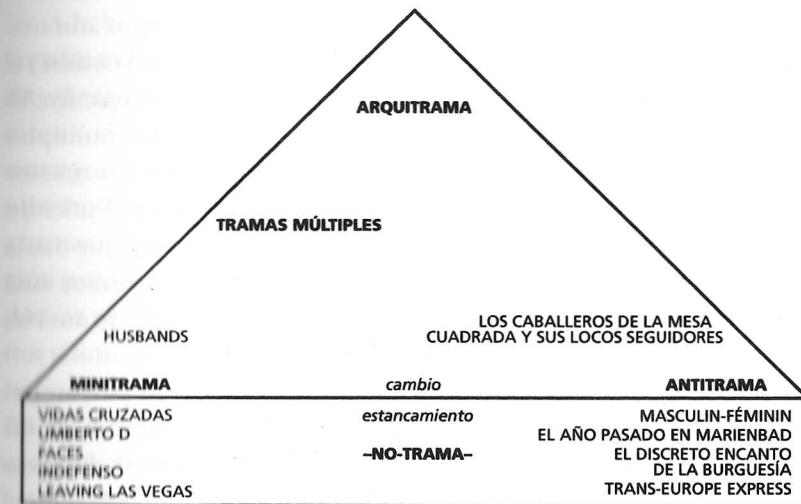 ARQUITRAMA
TRAMAS MÚLTIPLES
HUSBANDS
LOS CABALLEROS DE LA MESA
CUADRADA Y SUS LOCOS SEGUIDORES
MINITRAMA
cambio
ANTITRAMA
VIDAS CRUZADAS
UMBERTO D
FACES
INDEFENSO
LEAVING LAS VEGAS
estancamiento
–NO-TRAMA–
MASCULIN-FÉMININ
EL AÑO PASADO EN MARIENBAD
EL DISCRETO ENCANTO
DE LA BURGUESÍA
TRANS-EUROPE EXPRESS